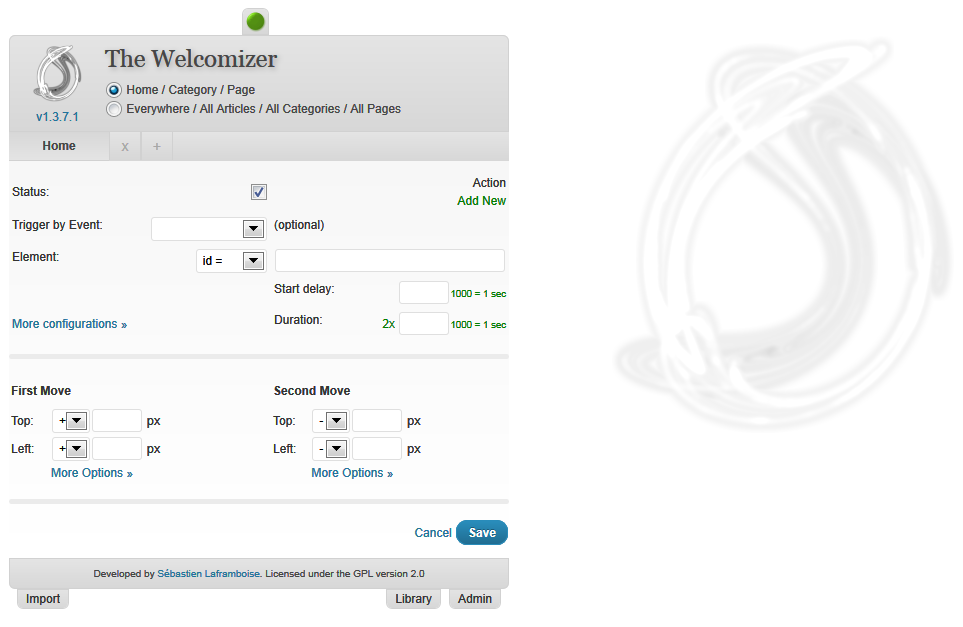 The Welcomizer
Home / Category / Page
Everywhere / All Articles / All Categories / All Pages
v1.3.7.1
Home x +
Status: Action
Add New
Trigger by Event: (optional)
Element: id =
Start delay: 1000 = 1 sec
More configurations » Duration: 2x 1000 = 1 sec
First Move Second Move
Top: + px Top: - px
Left: + px Left: - px
More Options » More Options »
Cancel Save
Developed by Sébastien Laframboise. Licensed under the GPL version 2.0
Import Library Admin